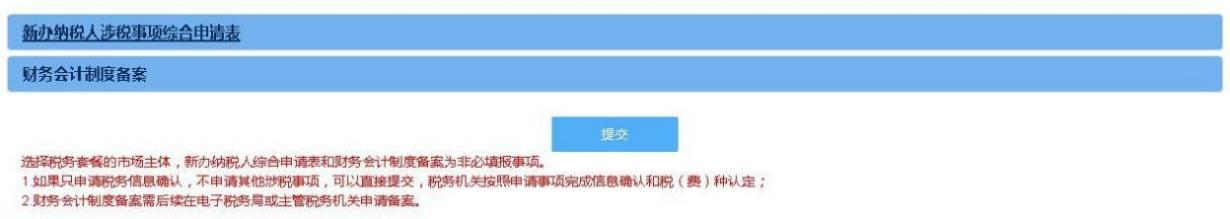 新办纳税人涉税事项综合申请表
财务会计制度备案
提交
选择税务套餐的市场主体，新办纳税人综合申请表和财务会计制度备案为非必填报事项。
1.如果只申请税务信息确认，不申请其他涉税事项，可以直接提交，税务机关按照申请事项完成信息确认和税（费）种认定；
2.财务会计制度备案需后续在电子税务局或主管税务机关申请备案。